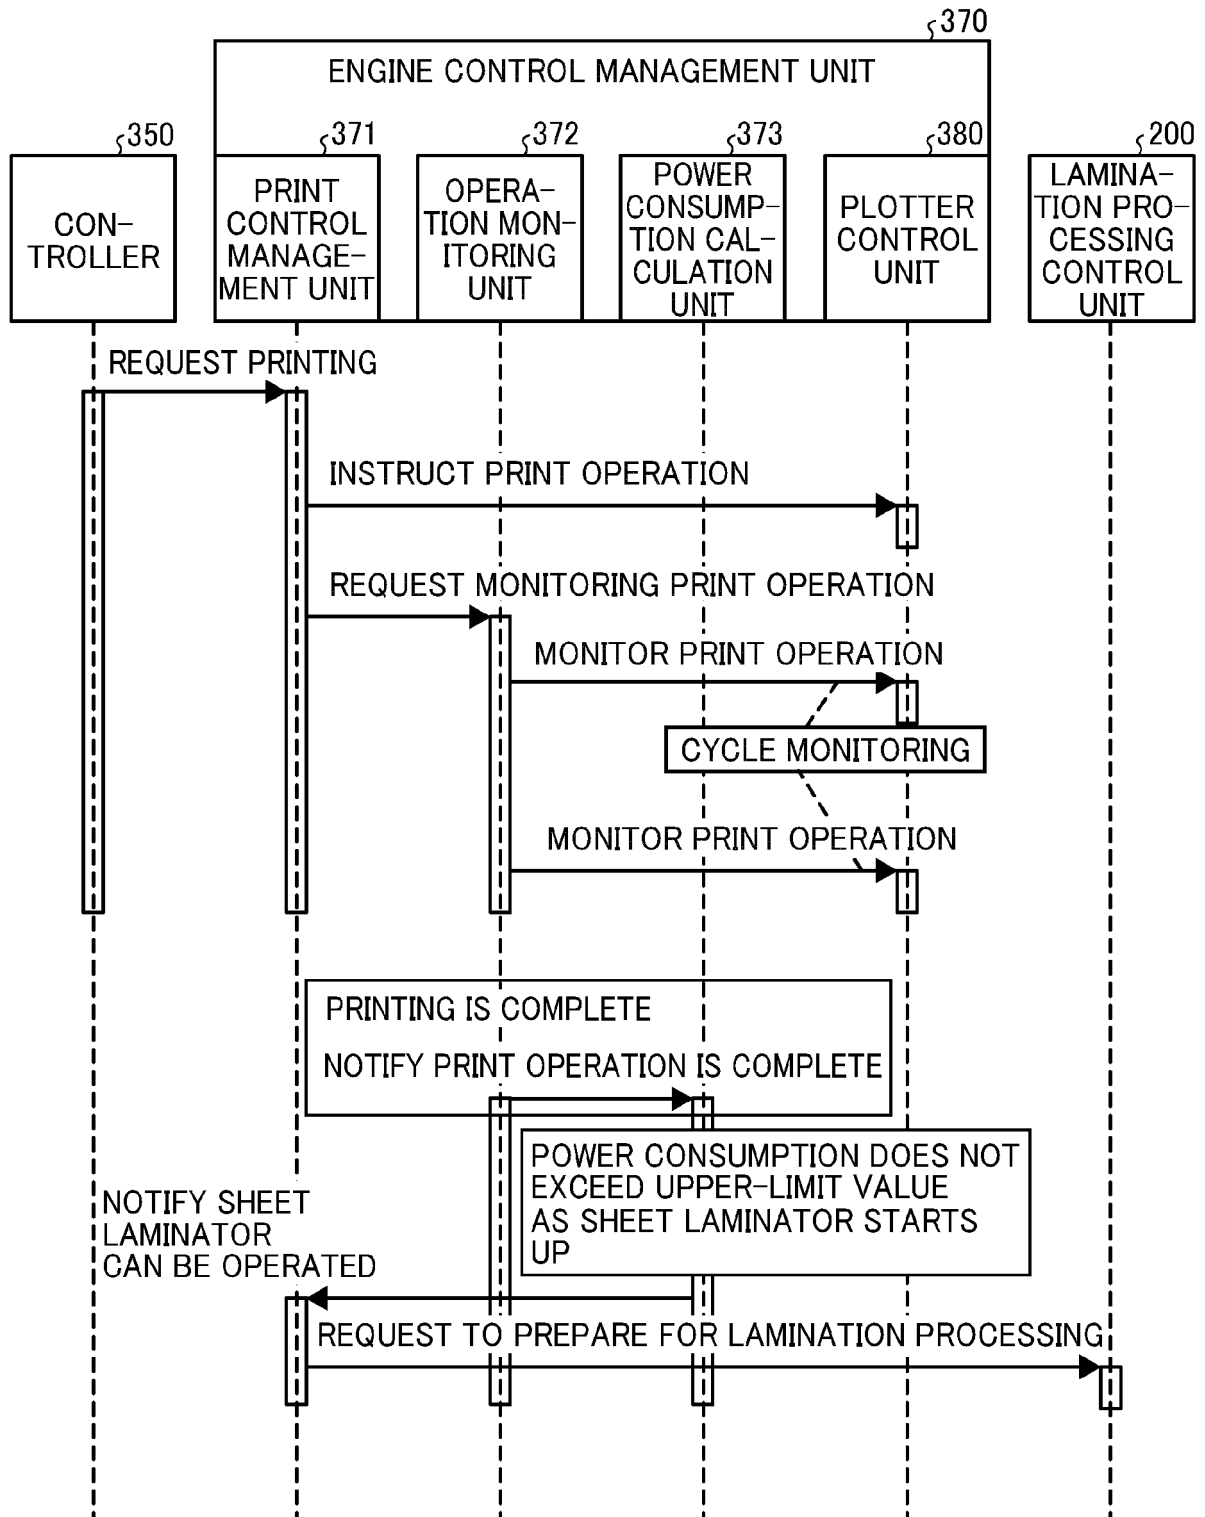 370
ENGINE CONTROL MANAGEMENT UNIT
350
371
372
373
380
200
CON-
TROLLER
PRINT
CONTROL
MANAGE-
MENT UNIT
OPERA-
TION MON-
ITORING
UNIT
POWER
CONSUMP-
TION CAL-
CULATION
UNIT
PLOTTER
CONTROL
UNIT
LAMINA-
TION PRO-
CESSING
CONTROL
UNIT
REQUEST PRINTING
INSTRUCT PRINT OPERATION
REQUEST MONITORING PRINT OPERATION
MONITOR PRINT OPERATION
CYCLE MONITORING
MONITOR PRINT OPERATION
PRINTING IS COMPLETE
NOTIFY PRINT OPERATION IS COMPLETE
POWER CONSUMPTION DOES NOT
EXCEED UPPER-LIMIT VALUE
AS SHEET LAMINATOR STARTS
UP
NOTIFY SHEET
LAMINATOR
CAN BE OPERATED
REQUEST TO PREPARE FOR LAMINATION PROCESSING